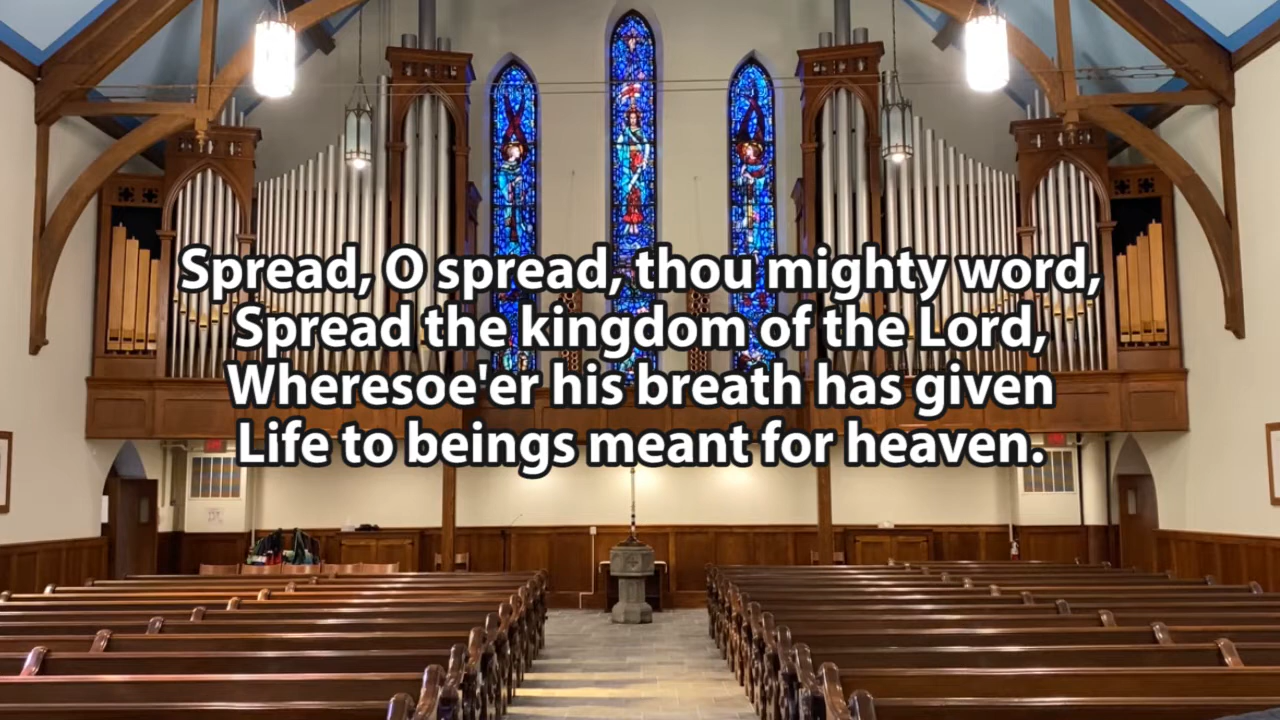 Spread, O spread, thou mighty word,
Spread the kingdom of the Lord,
Wheresoe'er his breath has given
Life to beings meant for heaven.